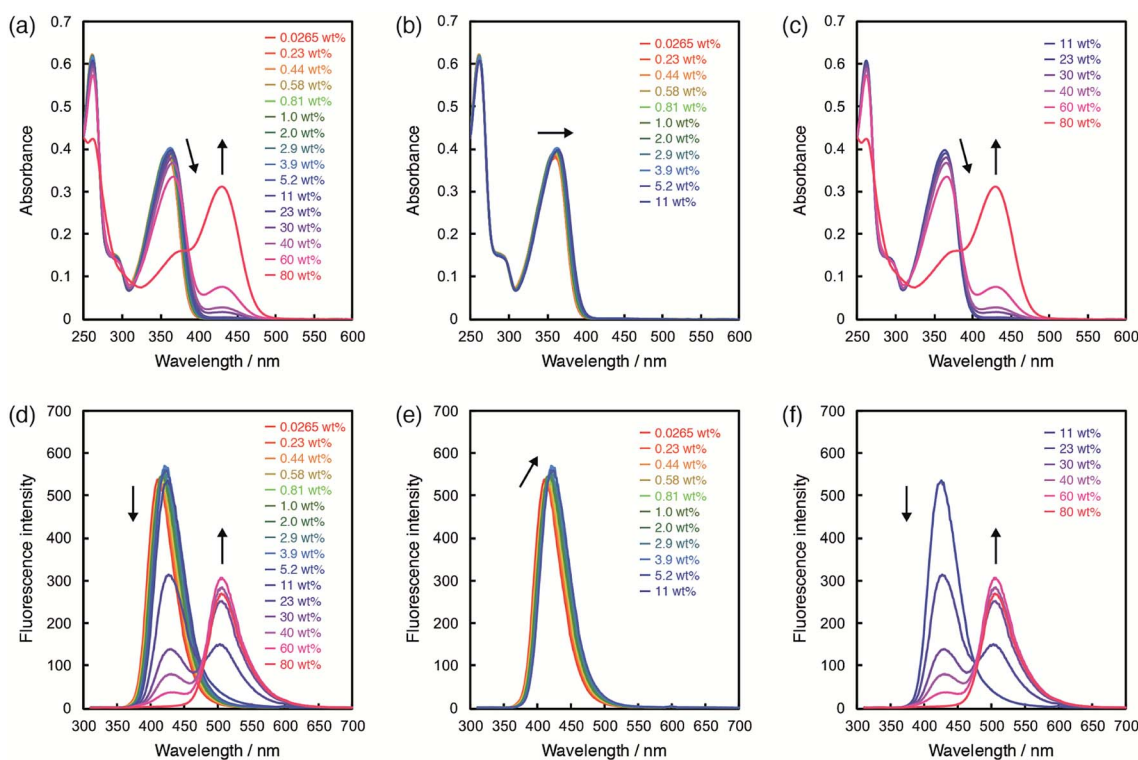 (a)
0.7
0.6
0.5
0.4
0.3
0.2
0.1
0
Absorbance
250 300 350 400 450 500 550 600
Wavelength / nm
0.0265 wt%
0.23 wt%
0.44 wt%
0.58 wt%
0.81 wt%
1.0 wt%
2.0 wt%
2.9 wt%
3.9 wt%
5.2 wt%
11 wt%
23 wt%
30 wt%
40 wt%
60 wt%
80 wt%
(b)
0.7
0.6
0.5
0.4
0.3
0.2
0.1
0
Absorbance
250 300 350 400 450 500 550 600
Wavelength / nm
0.0265 wt%
0.23 wt%
0.44 wt%
0.58 wt%
0.81 wt%
1.0 wt%
2.0 wt%
2.9 wt%
3.9 wt%
5.2 wt%
11 wt%
(c)
0.7
0.6
0.5
0.4
0.3
0.2
0.1
0
Absorbance
250 300 350 400 450 500 550 600
Wavelength / nm
11 wt%
23 wt%
30 wt%
40 wt%
60 wt%
80 wt%
(d)
700
600
500
400
300
200
100
0
Fluorescence intensity
300 350 400 450 500 550 600 650 700
Wavelength / nm
0.0265 wt%
0.23 wt%
0.44 wt%
0.58 wt%
0.81 wt%
1.0 wt%
2.0 wt%
2.9 wt%
3.9 wt%
5.2 wt%
11 wt%
23 wt%
30 wt%
40 wt%
60 wt%
80 wt%
(e)
700
600
500
400
300
200
100
0
Fluorescence intensity
300 350 400 450 500 550 600 650 700
Wavelength / nm
0.0265 wt%
0.23 wt%
0.44 wt%
0.58 wt%
0.81 wt%
1.0 wt%
2.0 wt%
2.9 wt%
3.9 wt%
5.2 wt%
11 wt%
(f)
700
600
500
400
300
200
100
0
Fluorescence intensity
300 350 400 450 500 550 600 650 700
Wavelength / nm
11 wt%
23 wt%
30 wt%
40 wt%
60 wt%
80 wt%